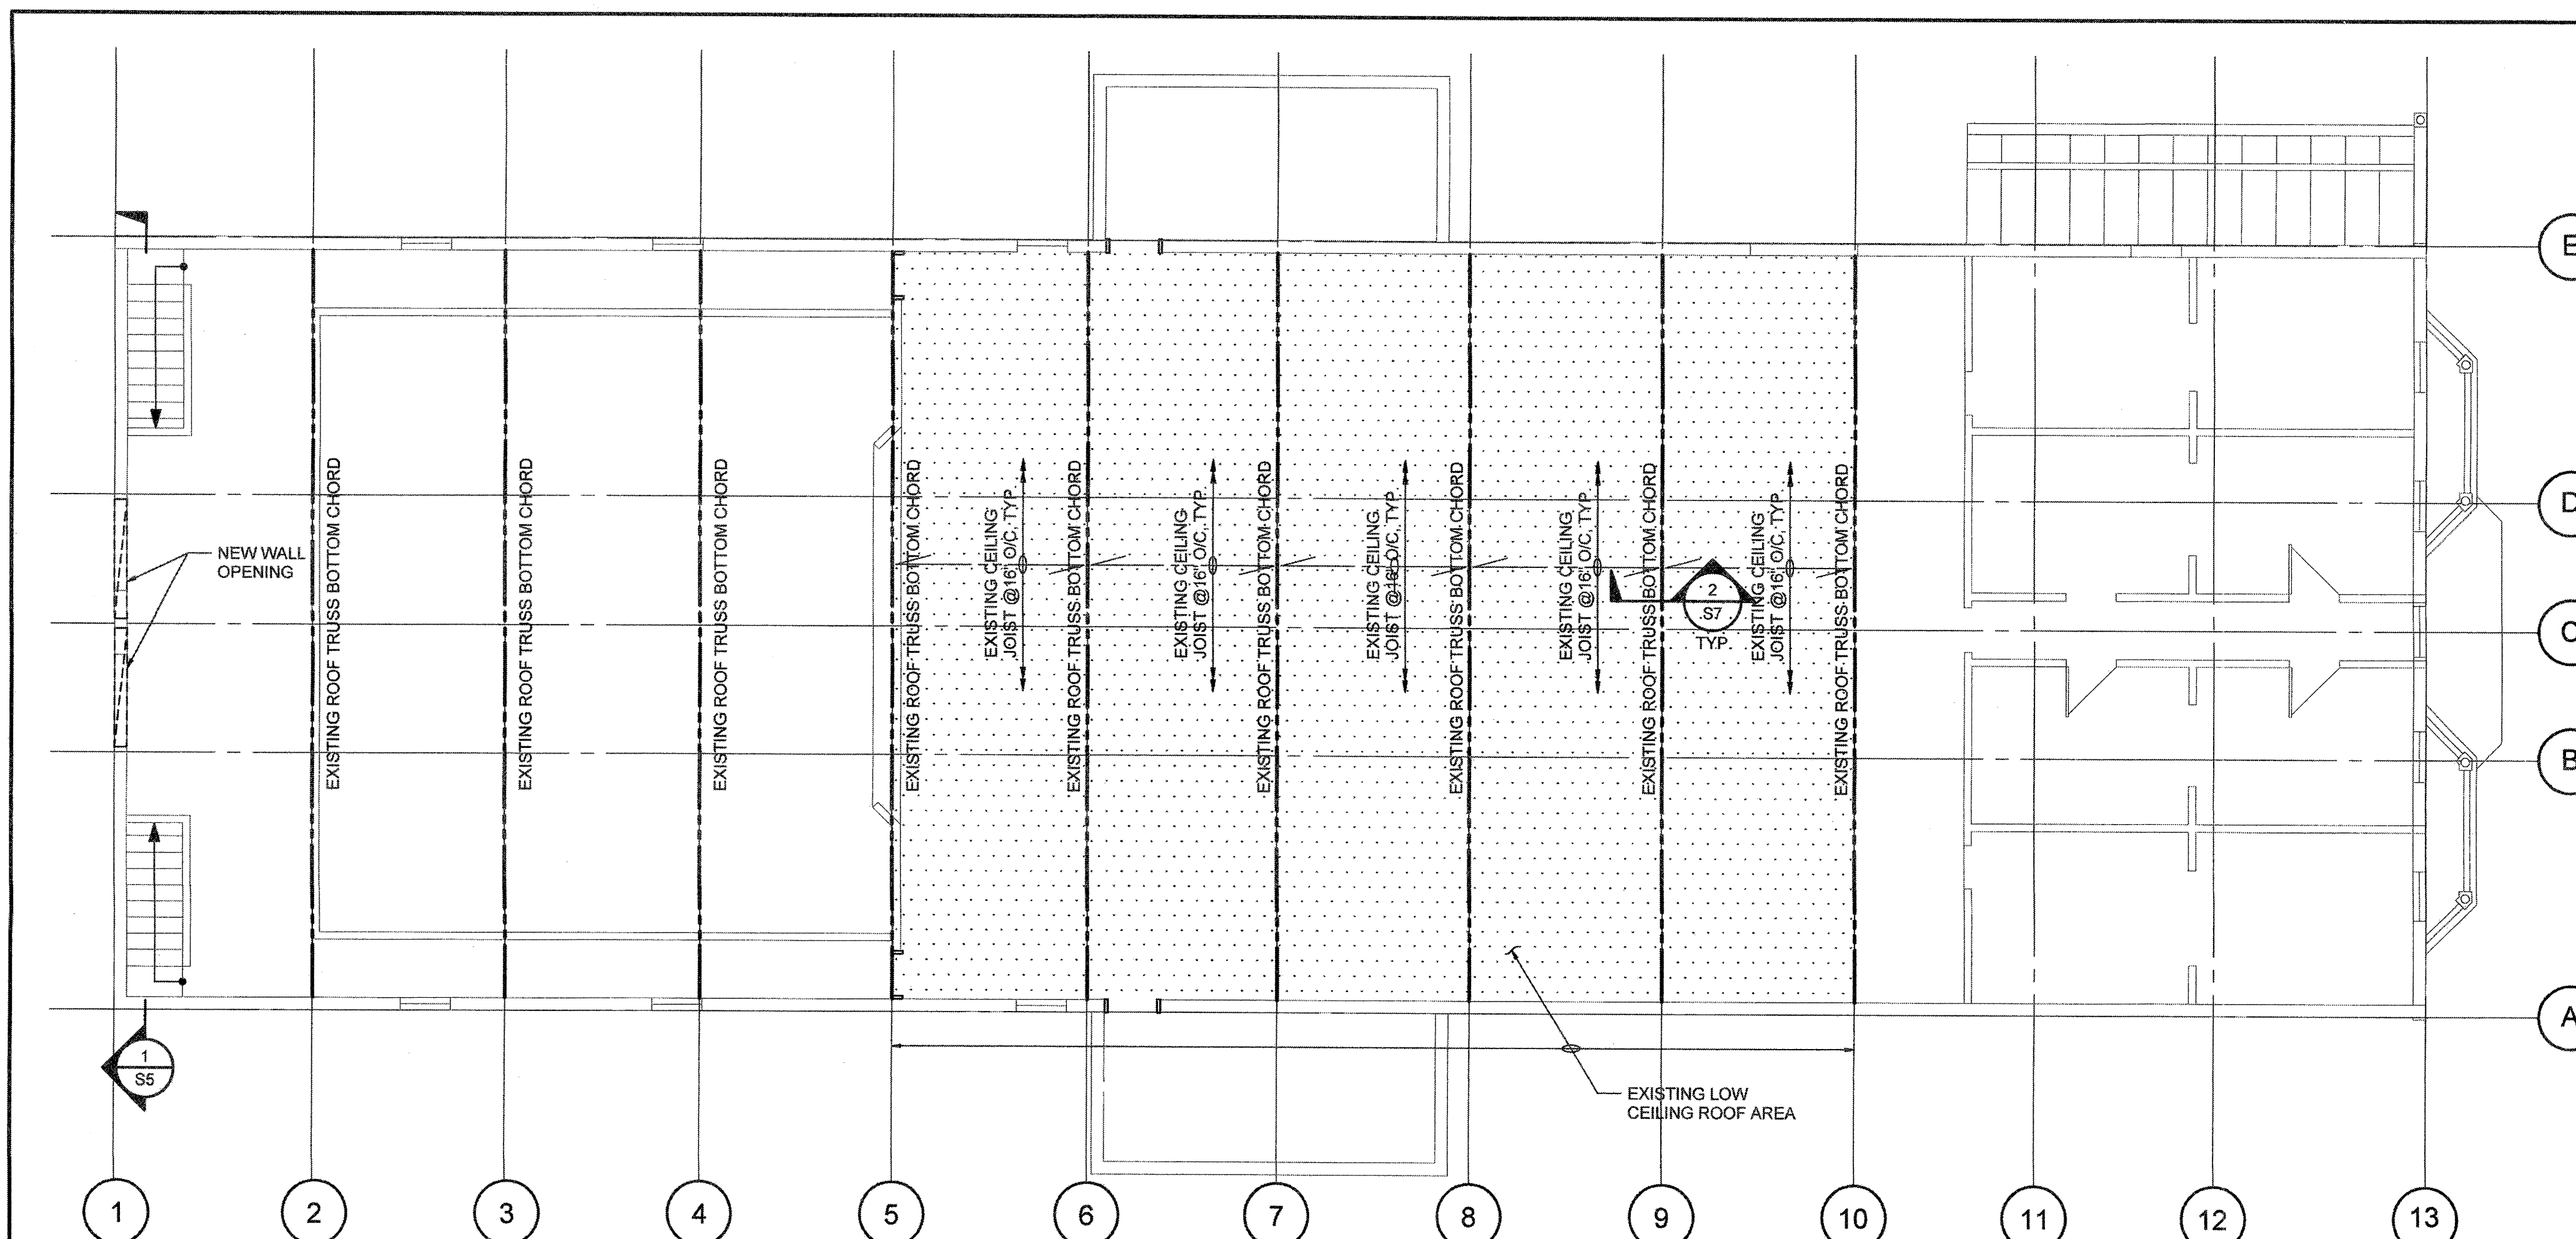 E
NEW WALL
OPENING
EXISTING ROOF TRUSS BOTTOM CHORD
EXISTING ROOF TRUSS BOTTOM CHORD
EXISTING ROOF TRUSS BOTTOM CHORD
EXISTING ROOF TRUSS BOTTOM CHORD
EXISTING CEILING
JOIST @16" O/C, TYP
EXISTING ROOF TRUSS BOTTOM CHORD
EXISTING CEILING
JOIST @16" O/C, TYP
EXISTING ROOF TRUSS BOTTOM CHORD
EXISTING CEILING
JOIST @16" O/C, TYP
EXISTING ROOF TRUSS BOTTOM CHORD
EXISTING CEILING
JOIST @16" O/C, TYP
EXISTING ROOF TRUSS BOTTOM CHORD
2
S7
TYP
EXISTING CEILING
JOIST @16" O/C, TYP
EXISTING ROOF TRUSS BOTTOM CHORD
D
C
B
A
1
S5
EXISTING LOW
CEILING ROOF AREA
1 2 3 4 5 6 7 8 9 10 11 12 13